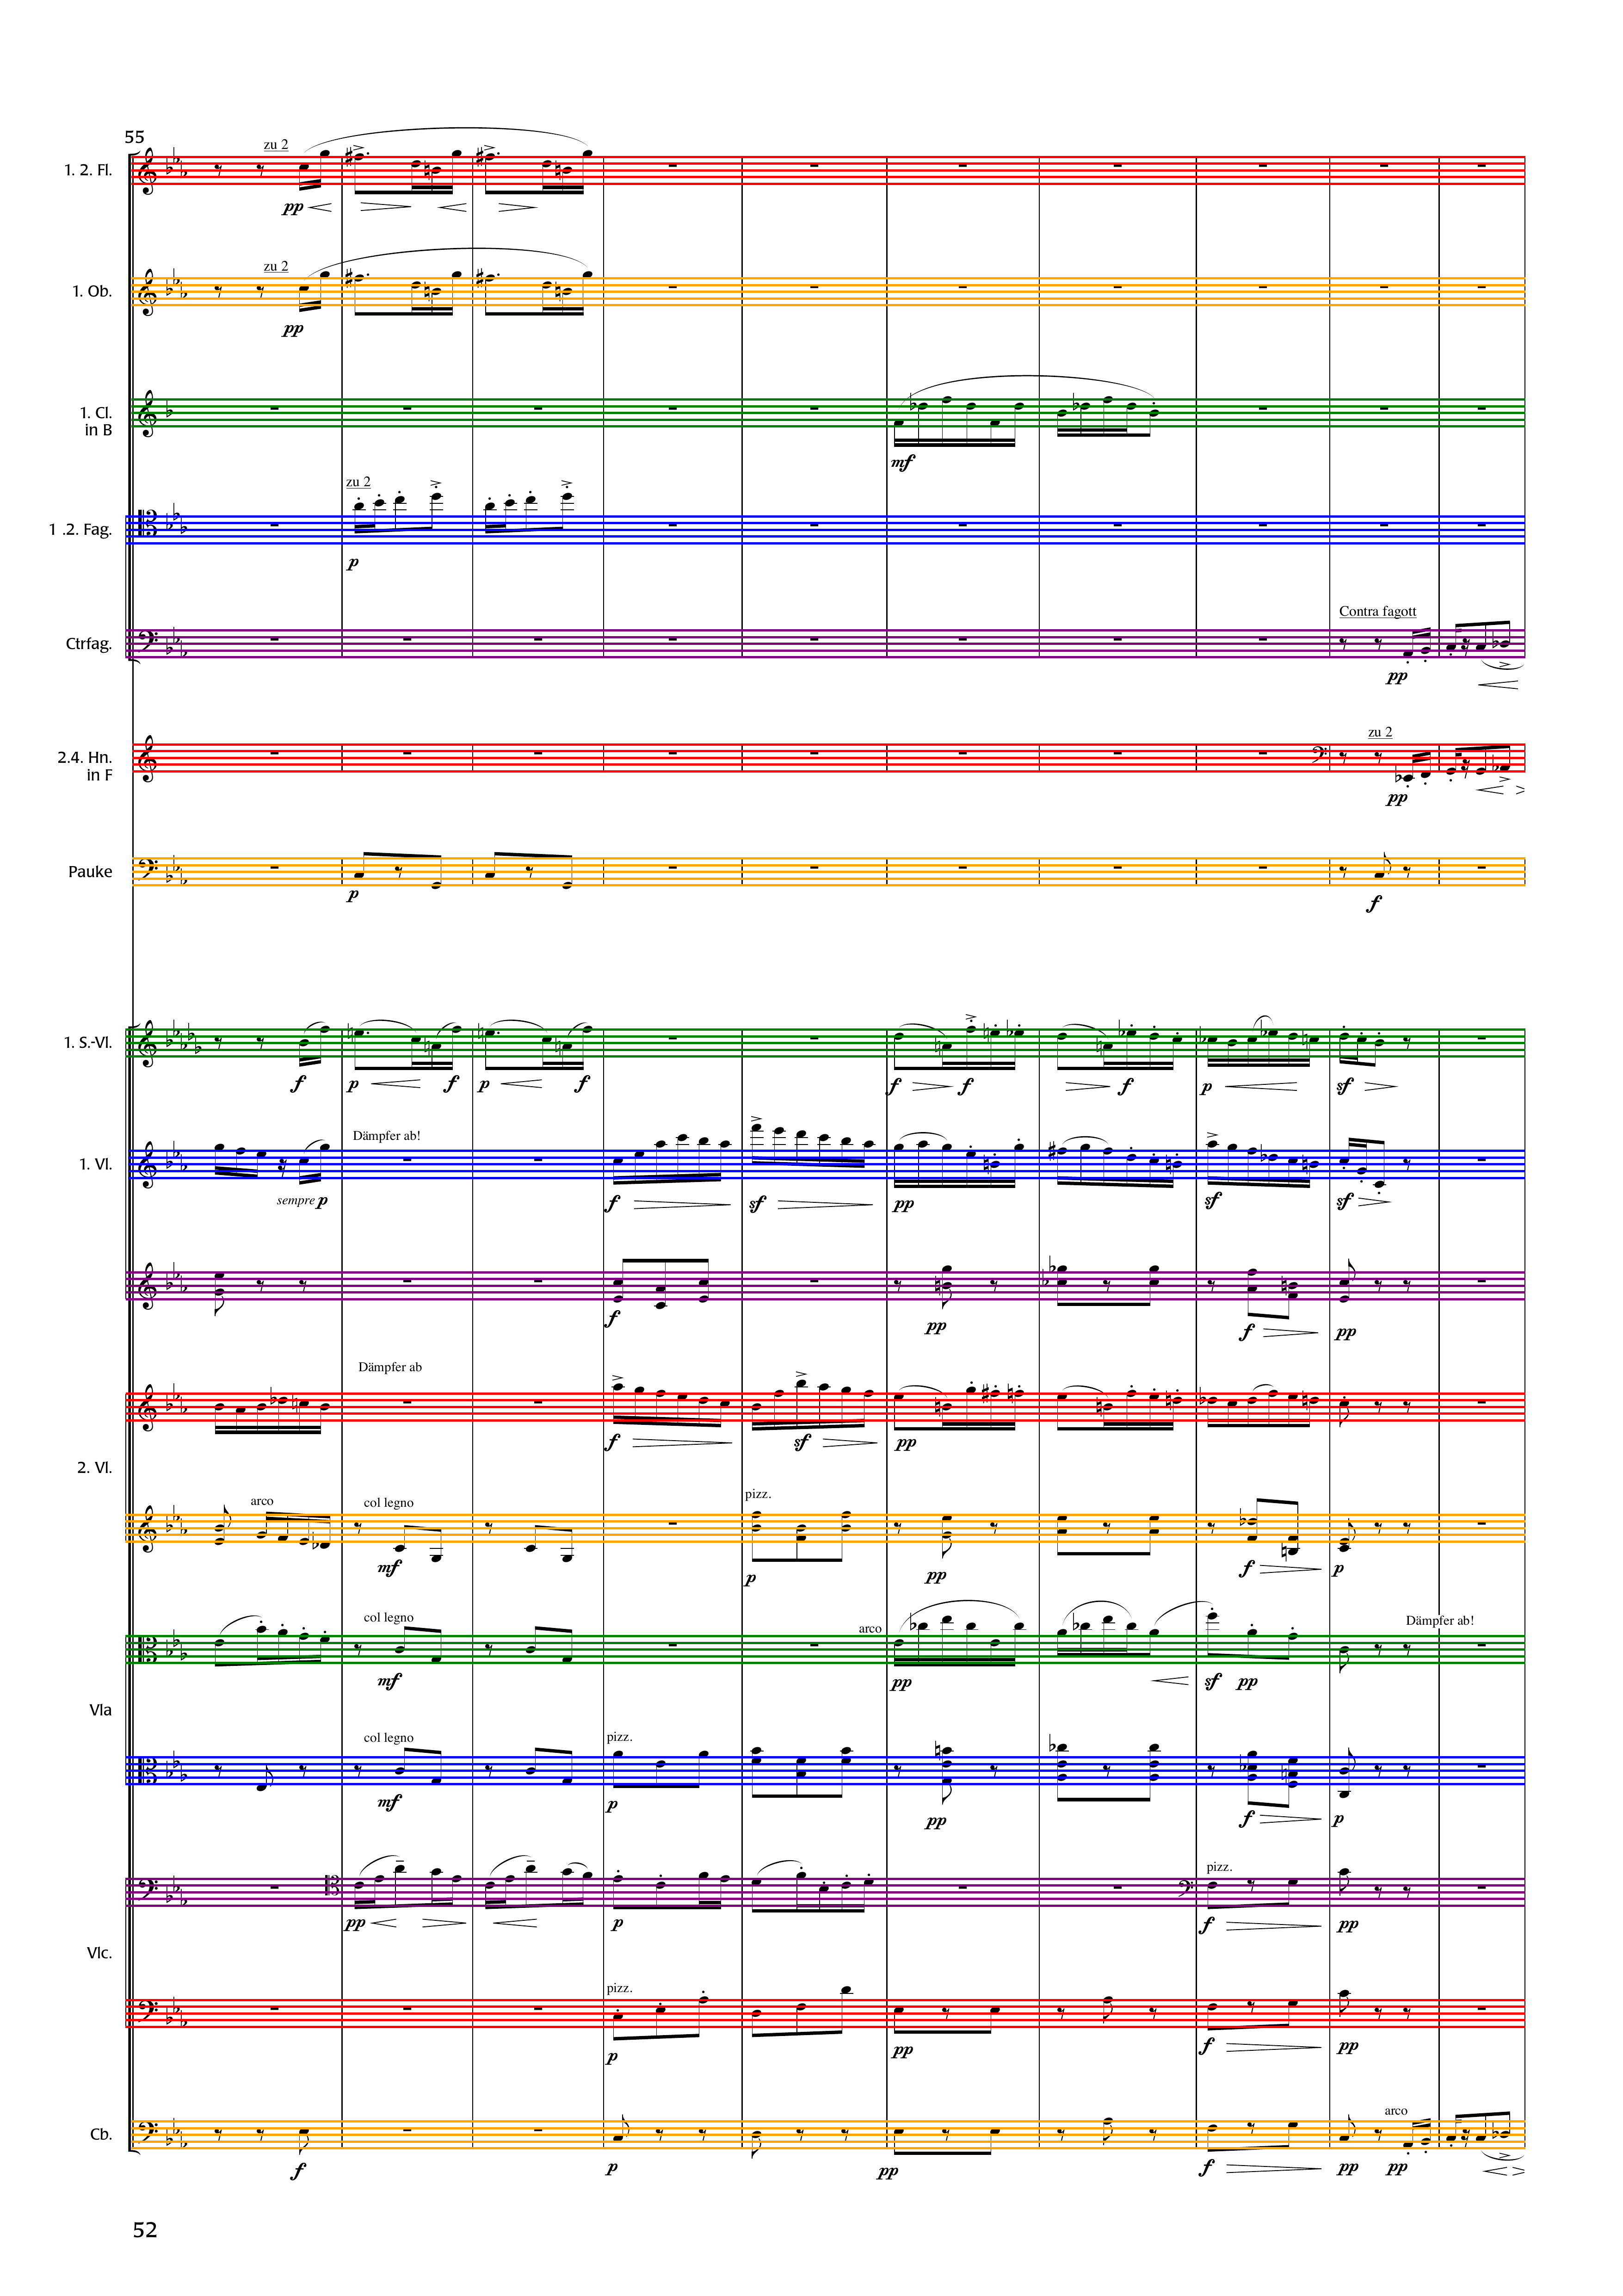 55
zu 2
1. 2. Fl.
pp
zu 2
1. Ob.
pp
1. Cl.
in B
mf
zu 2
1 .2. Fag.
p
Contra fagott
Ctrfag.
pp
zu 2
2.4. Hn.
in F
pp
Pauke
p
f
1. S.-Vl.
f p f p f f f f p sf
Dämpfer ab!
1. Vl.
sempre p f sf pp sf sf
f pp f pp
Dämpfer ab
f sf pp
2. Vl.
arco col legno pizz.
mf p pp f p
col legno arco Dämpfer ab!
mf pp sf pp
Vla
col legno pizz.
mf p pp f p
pizz.
pp p f pp
Vlc.
pizz.
p pp f pp
arco
Cb.
f p pp f pp pp
52